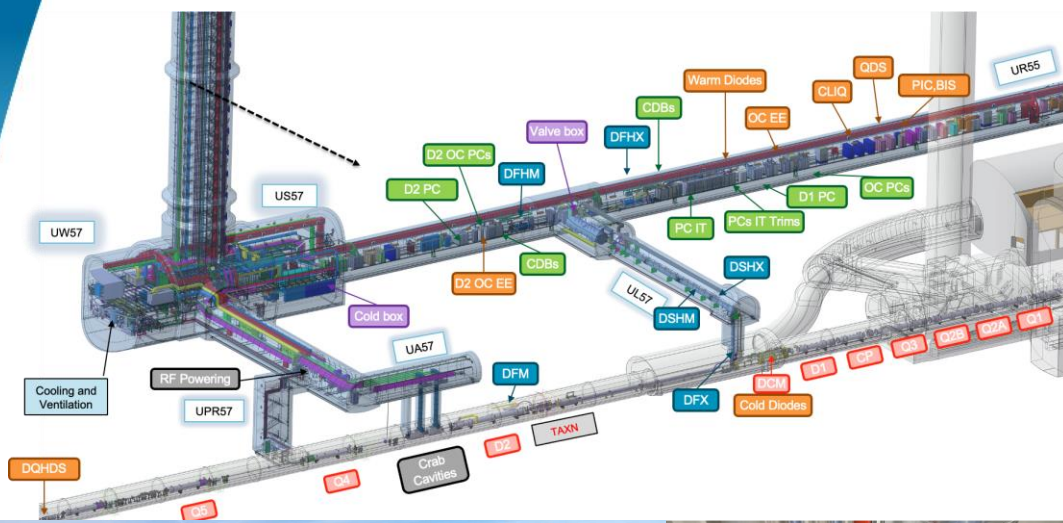 UR55
QDS
PIC,BIS
Warm Diodes
CLIQ
OC EE
CDBs
DFHX
Valve box
D2 OC PCs
DFHM
D2 PC
US57
UW57
OC PCs
D1 PC
PCs IT Trims
PC IT
CDBs
D2 OC EE
DSHX
UL57
DSHM
Cold box
UA57
RF Powering
Cooling and
Ventilation
UPR57
DFM
DFX
DCM
Cold Diodes
D1
CP
Q3
Q2B
Q2A
Q1
TAXN
D2
Crab
Cavities
Q4
DQHDS
Q5